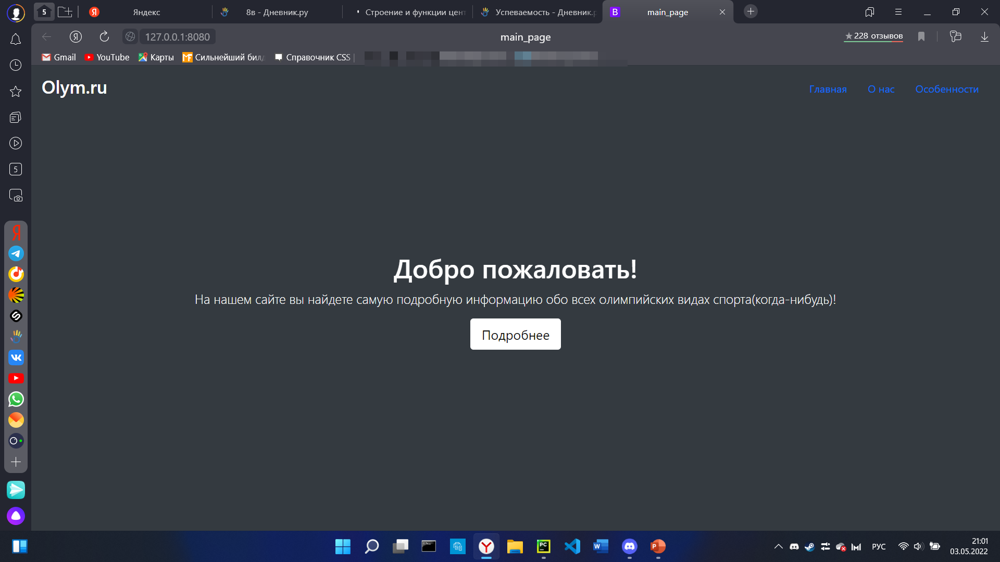 5
Яндекс
8в - Дневник.ру
Строение и функции цент
Успеваемость - Дневник.р
main_page
127.0.0.1:8080
main_page
228 отзывов
Gmail
YouTube
Карты
Сильнейший билд
Справочник CSS
Olym.ru
Главная
О нас
Особенности
5
Добро пожаловать!
На нашем сайте вы найдете самую подробную информацию обо всех олимпийских видах спорта(когда-нибудь)!
Подробнее
РУС
21:01
03.05.2022